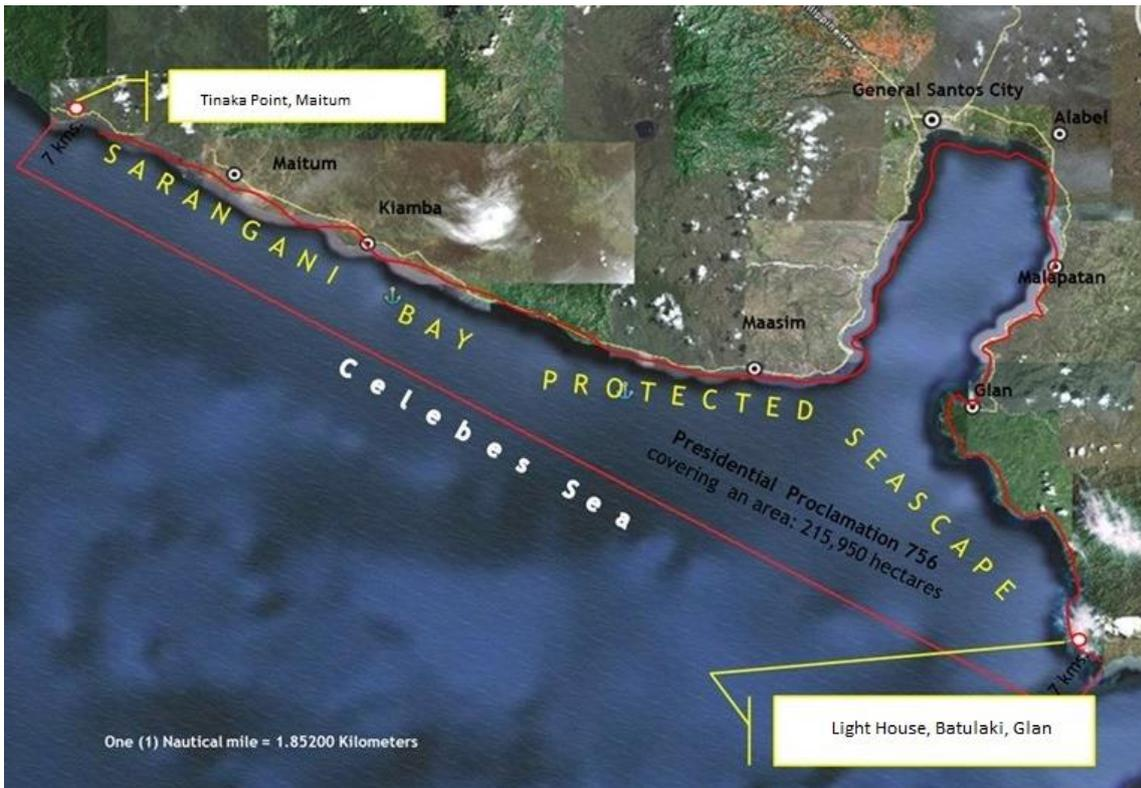 Philippine Hwy
General Santos City
Alabel
Tinaka Point, Maitum
7 kms.
Maitum
Kiamba
SARANGANI BAY PROTECTED SEASCAPE
Malapatan
Maasim
Glan
Celebes Sea
Presidential Proclamation 756
covering an area: 215,950 hectares
7 kms.
Light House, Batulaki, Glan
One (1) Nautical mile = 1.85200 Kilometers